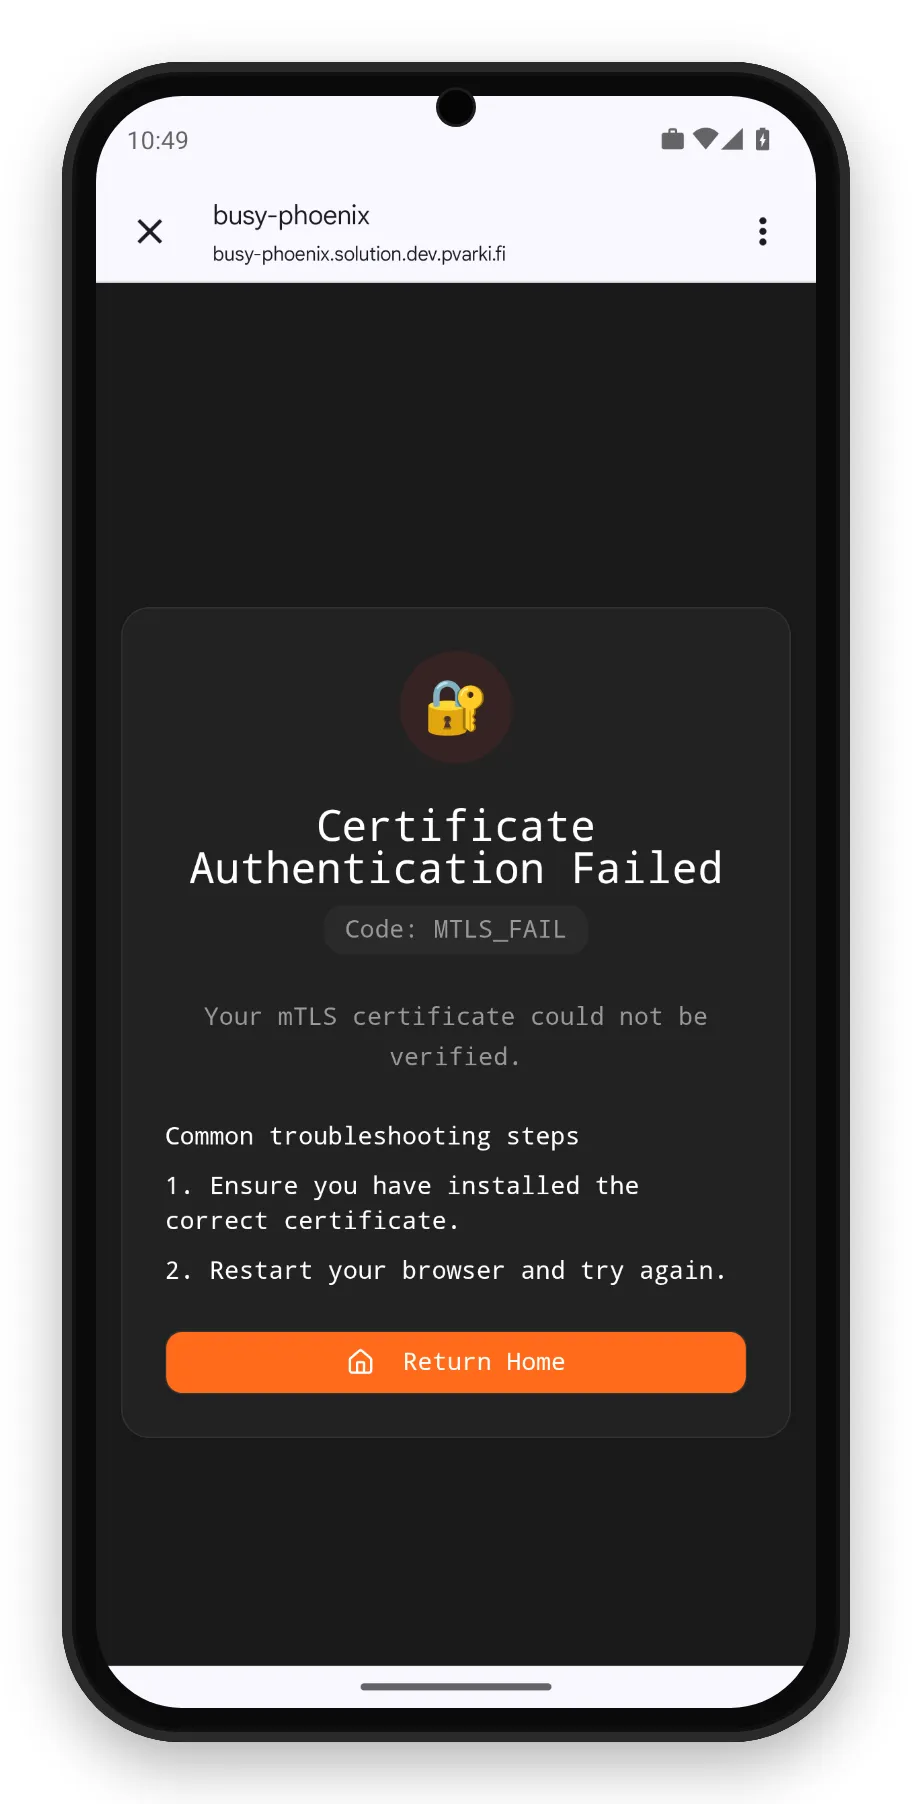 10:49
busy-phoenix
busy-phoenix.solution.dev.pvarki.fi
Certificate
Authentication Failed
Code: MTLS_FAIL
Your mTLS certificate could not be
verified.
Common troubleshooting steps
1. Ensure you have installed the
correct certificate.
2. Restart your browser and try again.
Return Home